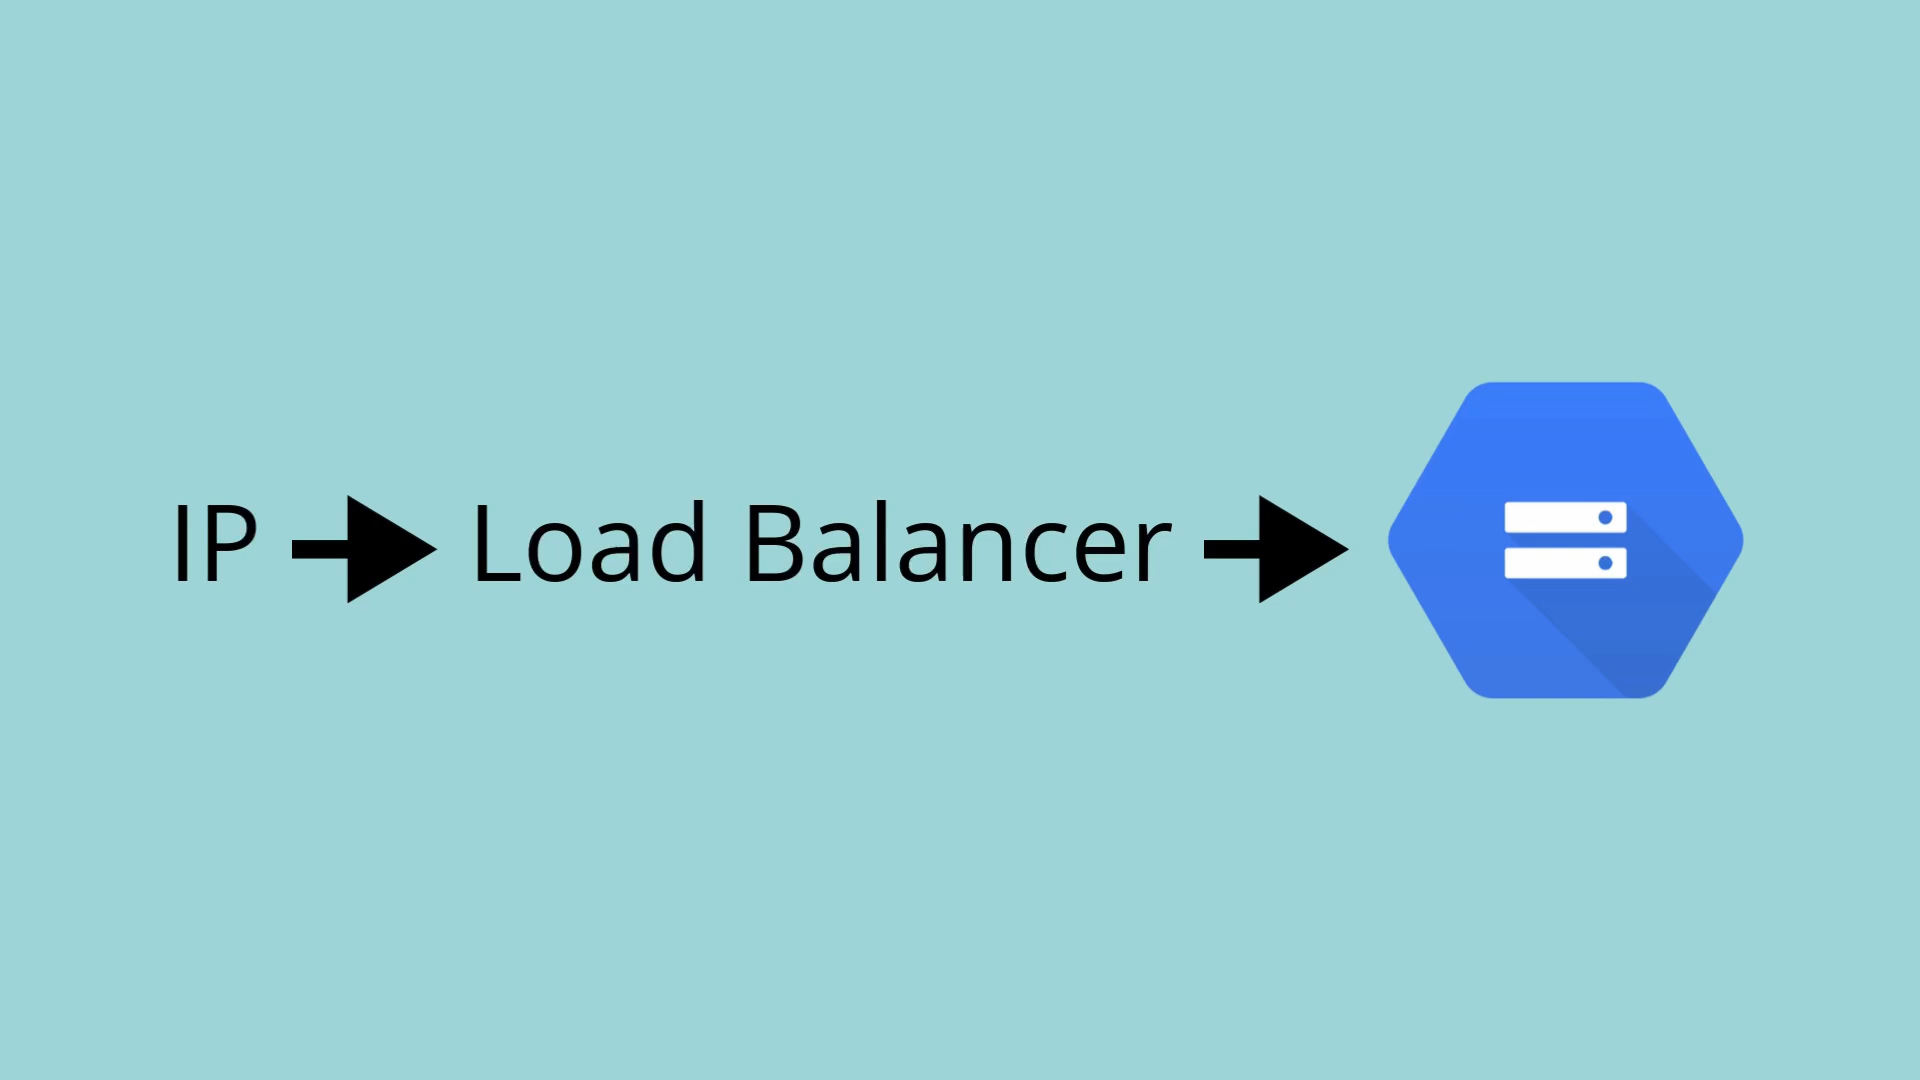 IP → Load Balancer →